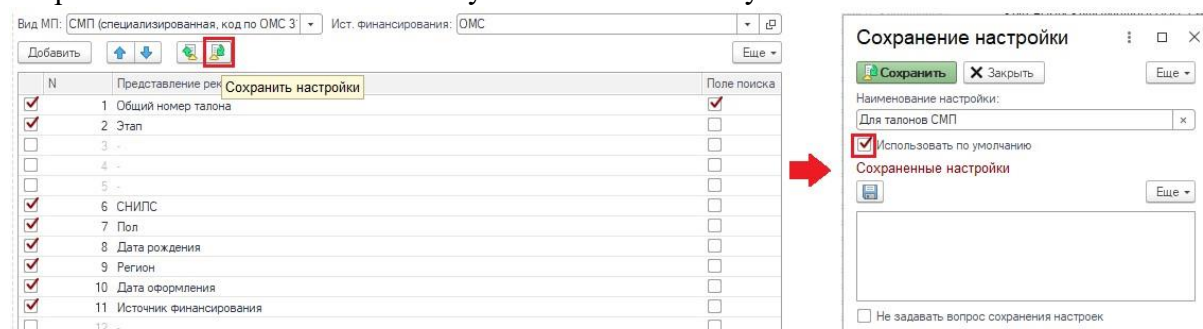 Вид МП: СМП (специализированная, код по ОМС 3 Ист. финансирования: ОМС
Добавить Еще
N Представление рек Поле поиска
Сохранить настройки
1 Общий номер талона
2 Этап
3 -
4 -
5 -
6 СНИЛС
7 Пол
8 Дата рождения
9 Регион
10 Дата оформления
11 Источник финансирования
12 -
Сохранение настройки
Сохранить Закрыть Еще
Наименование настройки:
Для талонов СМП
Использовать по умолчанию
Сохраненные настройки
Еще
Не задавать вопрос сохранения настроек